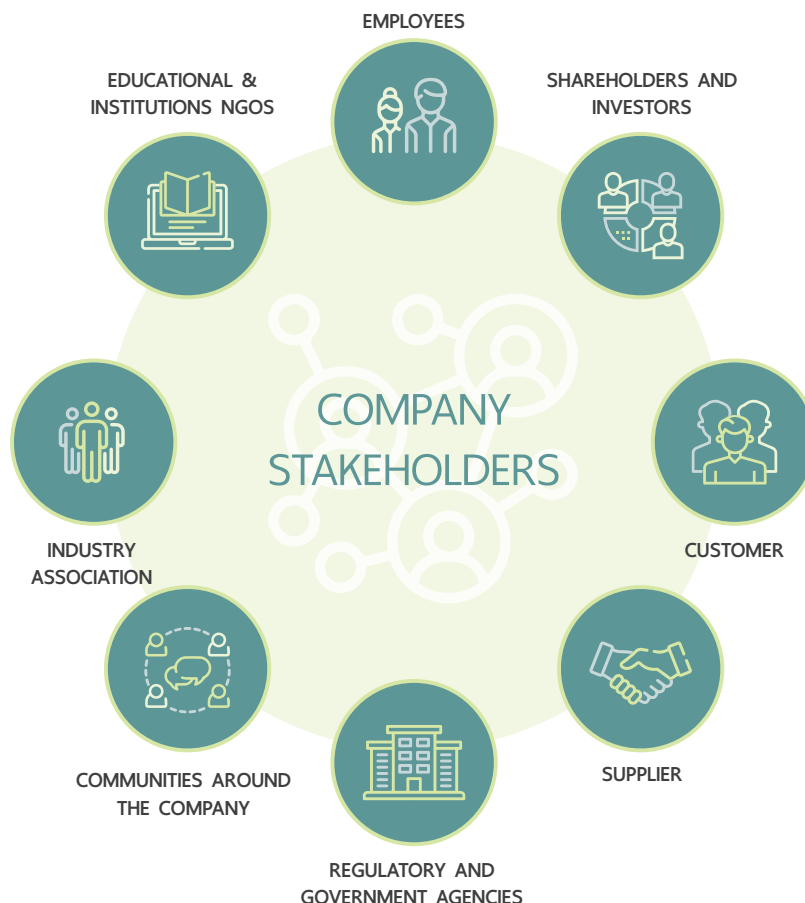 EMPLOYEES
EDUCATIONAL &
INSTITUTIONS NGOS
SHAREHOLDERS AND
INVESTORS
COMPANY
STAKEHOLDERS
INDUSTRY
ASSOCIATION
CUSTOMER
COMMUNITIES AROUND
THE COMPANY
SUPPLIER
REGULATORY AND
GOVERNMENT AGENCIES